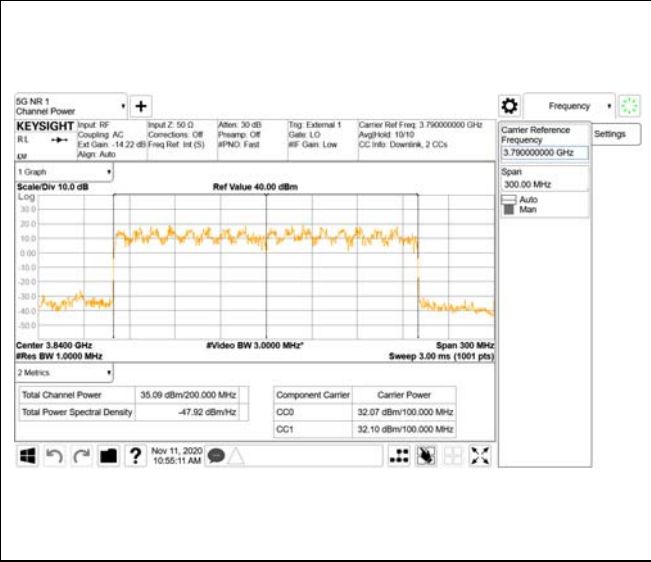 5G NR 1
Channel Power
Frequency
KEYSIGHT
RL
Input: RF
Coupling: AC
Ext Gain: -14.22 dB
Align: Auto
Input Z: 50 Ω
Corrections: Off
Freq Ref: Int (S)
Atten: 30 dB
Preamp: Off
#PNO: Fast
Trig: External 1
Gate: LO
#IF Gain: Low
Carrier Ref Freq: 3.790000000 GHz
Avg|Hold: 10/10
CC Info: Downlink, 2 CCs
Carrier Reference
Frequency
3.790000000 GHz
Settings
Span
300.00 MHz
Auto
Man
1 Graph
Scale/Div 10.0 dB
Ref Value 40.00 dBm
Log
30.0
20.0
10.0
0.00
-10.0
-20.0
-30.0
-40.0
-50.0
Center 3.8400 GHz
#Video BW 3.0000 MHz*
Span 300 MHz
#Res BW 1.0000 MHz
Sweep 3.00 ms (1001 pts)
2 Metrics
Total Channel Power 35.09 dBm/200.000 MHz
Total Power Spectral Density -47.92 dBm/Hz
Component Carrier Carrier Power
CC0 32.07 dBm/100.000 MHz
CC1 32.10 dBm/100.000 MHz
?
Nov 11, 2020
10:55:11 AM